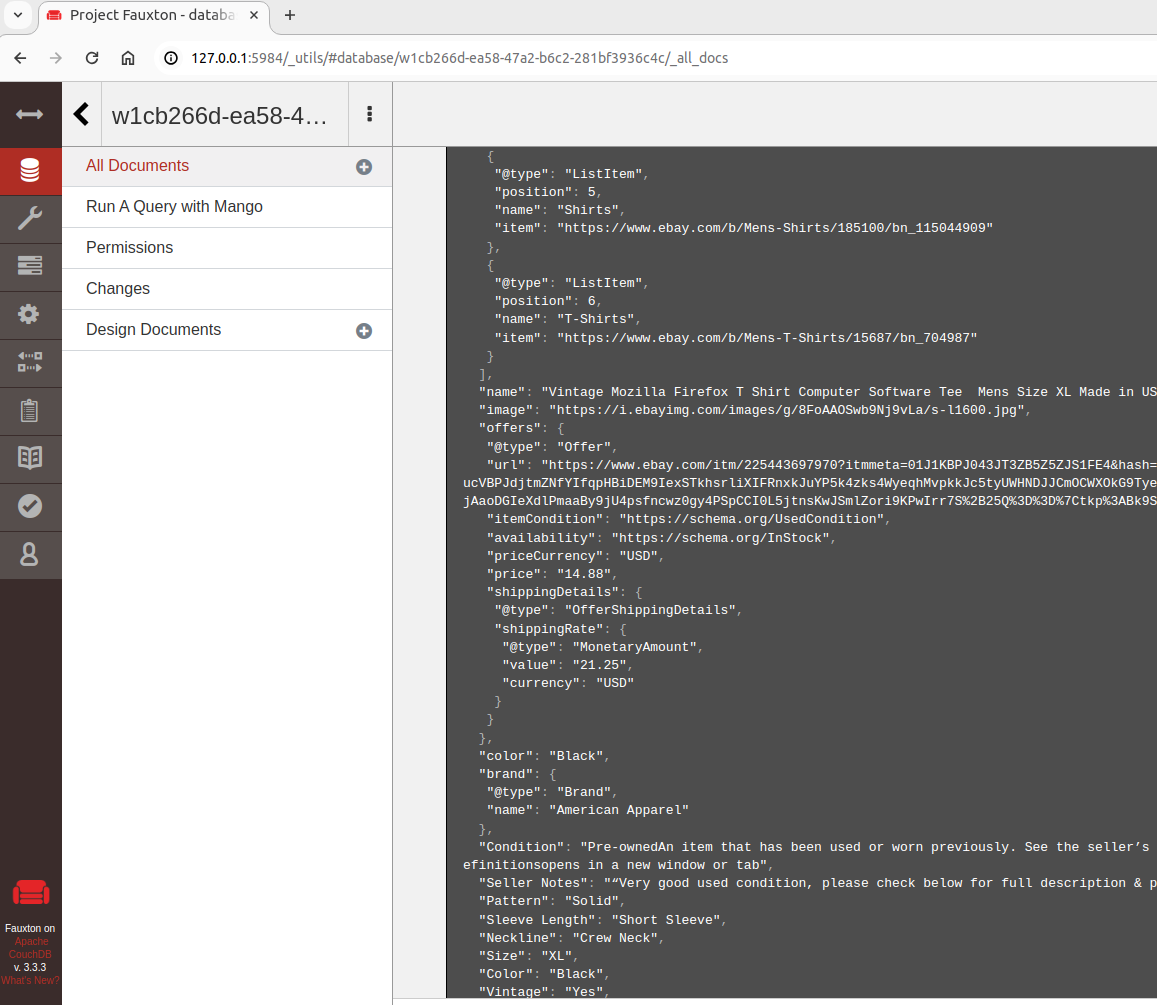 Project Fauxton - databa
127.0.0.1:5984/_utils/#database/w1cb266d-ea58-47a2-b6c2-281bf3936c4c/_all_docs
w1cb266d-ea58-4...
All Documents
Run A Query with Mango
Permissions
Changes
Design Documents
{
"@type": "ListItem",
"position": 5,
"name": "Shirts",
"item": "https://www.ebay.com/b/Mens-Shirts/185100/bn_115044909"
},
{
"@type": "ListItem",
"position": 6,
"name": "T-Shirts",
"item": "https://www.ebay.com/b/Mens-T-Shirts/15687/bn_704987"
}
],
"name": "Vintage Mozilla Firefox T Shirt Computer Software Tee  Mens Size XL Made in US
"image": "https://i.ebayimg.com/images/g/8FoAAOSwb9Nj9vLa/s-l1600.jpg",
"offers": {
"@type": "Offer",
"url": "https://www.ebay.com/itm/225443697970?itmmeta=01J1KBPJ043JT3ZB5Z5ZJS1FE4&hash=
ucVBPJdjtmZNfYIfqpHBiDEM9IexSTkhsrliXIFRnxkJuYP5k4zks4WyeqhMvpkkJc5tyUWHNDJJCmOCWXOkG9Tye
jAaoDGIeXdlPmaaBy9jU4psfncwz0gy4PSpCCI0L5jtnsKwJSmlZori9KPwIrr7S%2B25Q%3D%3D%7Ctkp%3ABk9S
"itemCondition": "https://schema.org/UsedCondition",
"availability": "https://schema.org/InStock",
"priceCurrency": "USD",
"price": "14.88",
"shippingDetails": {
"@type": "OfferShippingDetails",
"shippingRate": {
"@type": "MonetaryAmount",
"value": "21.25",
"currency": "USD"
}
}
},
"color": "Black",
"brand": {
"@type": "Brand",
"name": "American Apparel"
},
"Condition": "Pre-ownedAn item that has been used or worn previously. See the seller’s
efinitionsopens in a new window or tab",
"Seller Notes": "“Very good used condition, please check below for full description & p
"Pattern": "Solid",
"Sleeve Length": "Short Sleeve",
"Neckline": "Crew Neck",
"Size": "XL",
"Color": "Black",
"Vintage": "Yes",
Fauxton on
Apache
CouchDB
v. 3.3.3
What's New?